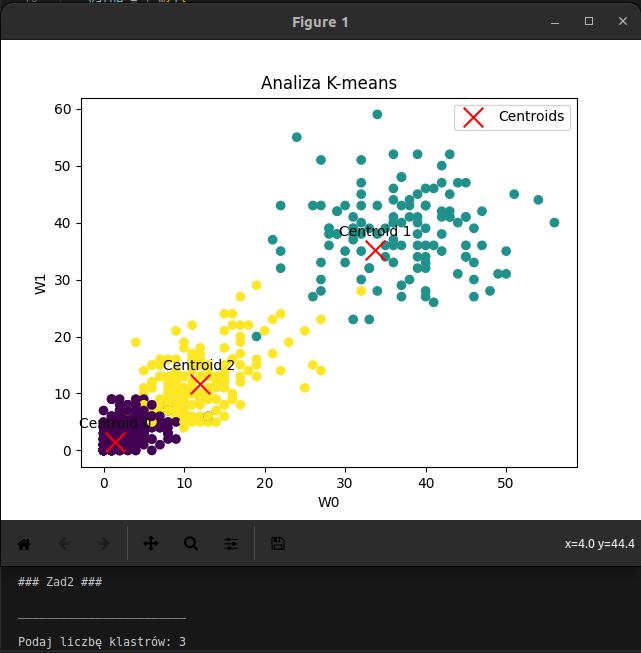 Figure 1
Analiza K-means
Centroids
60
50
40
30
20
10
0
W1
Centroid 1
Centroid 2
Centroid 0
0 10 20 30 40 50
W0
x=4.0 y=44.4
### Zad2 ###
________________________
Podaj liczbę klastrów: 3